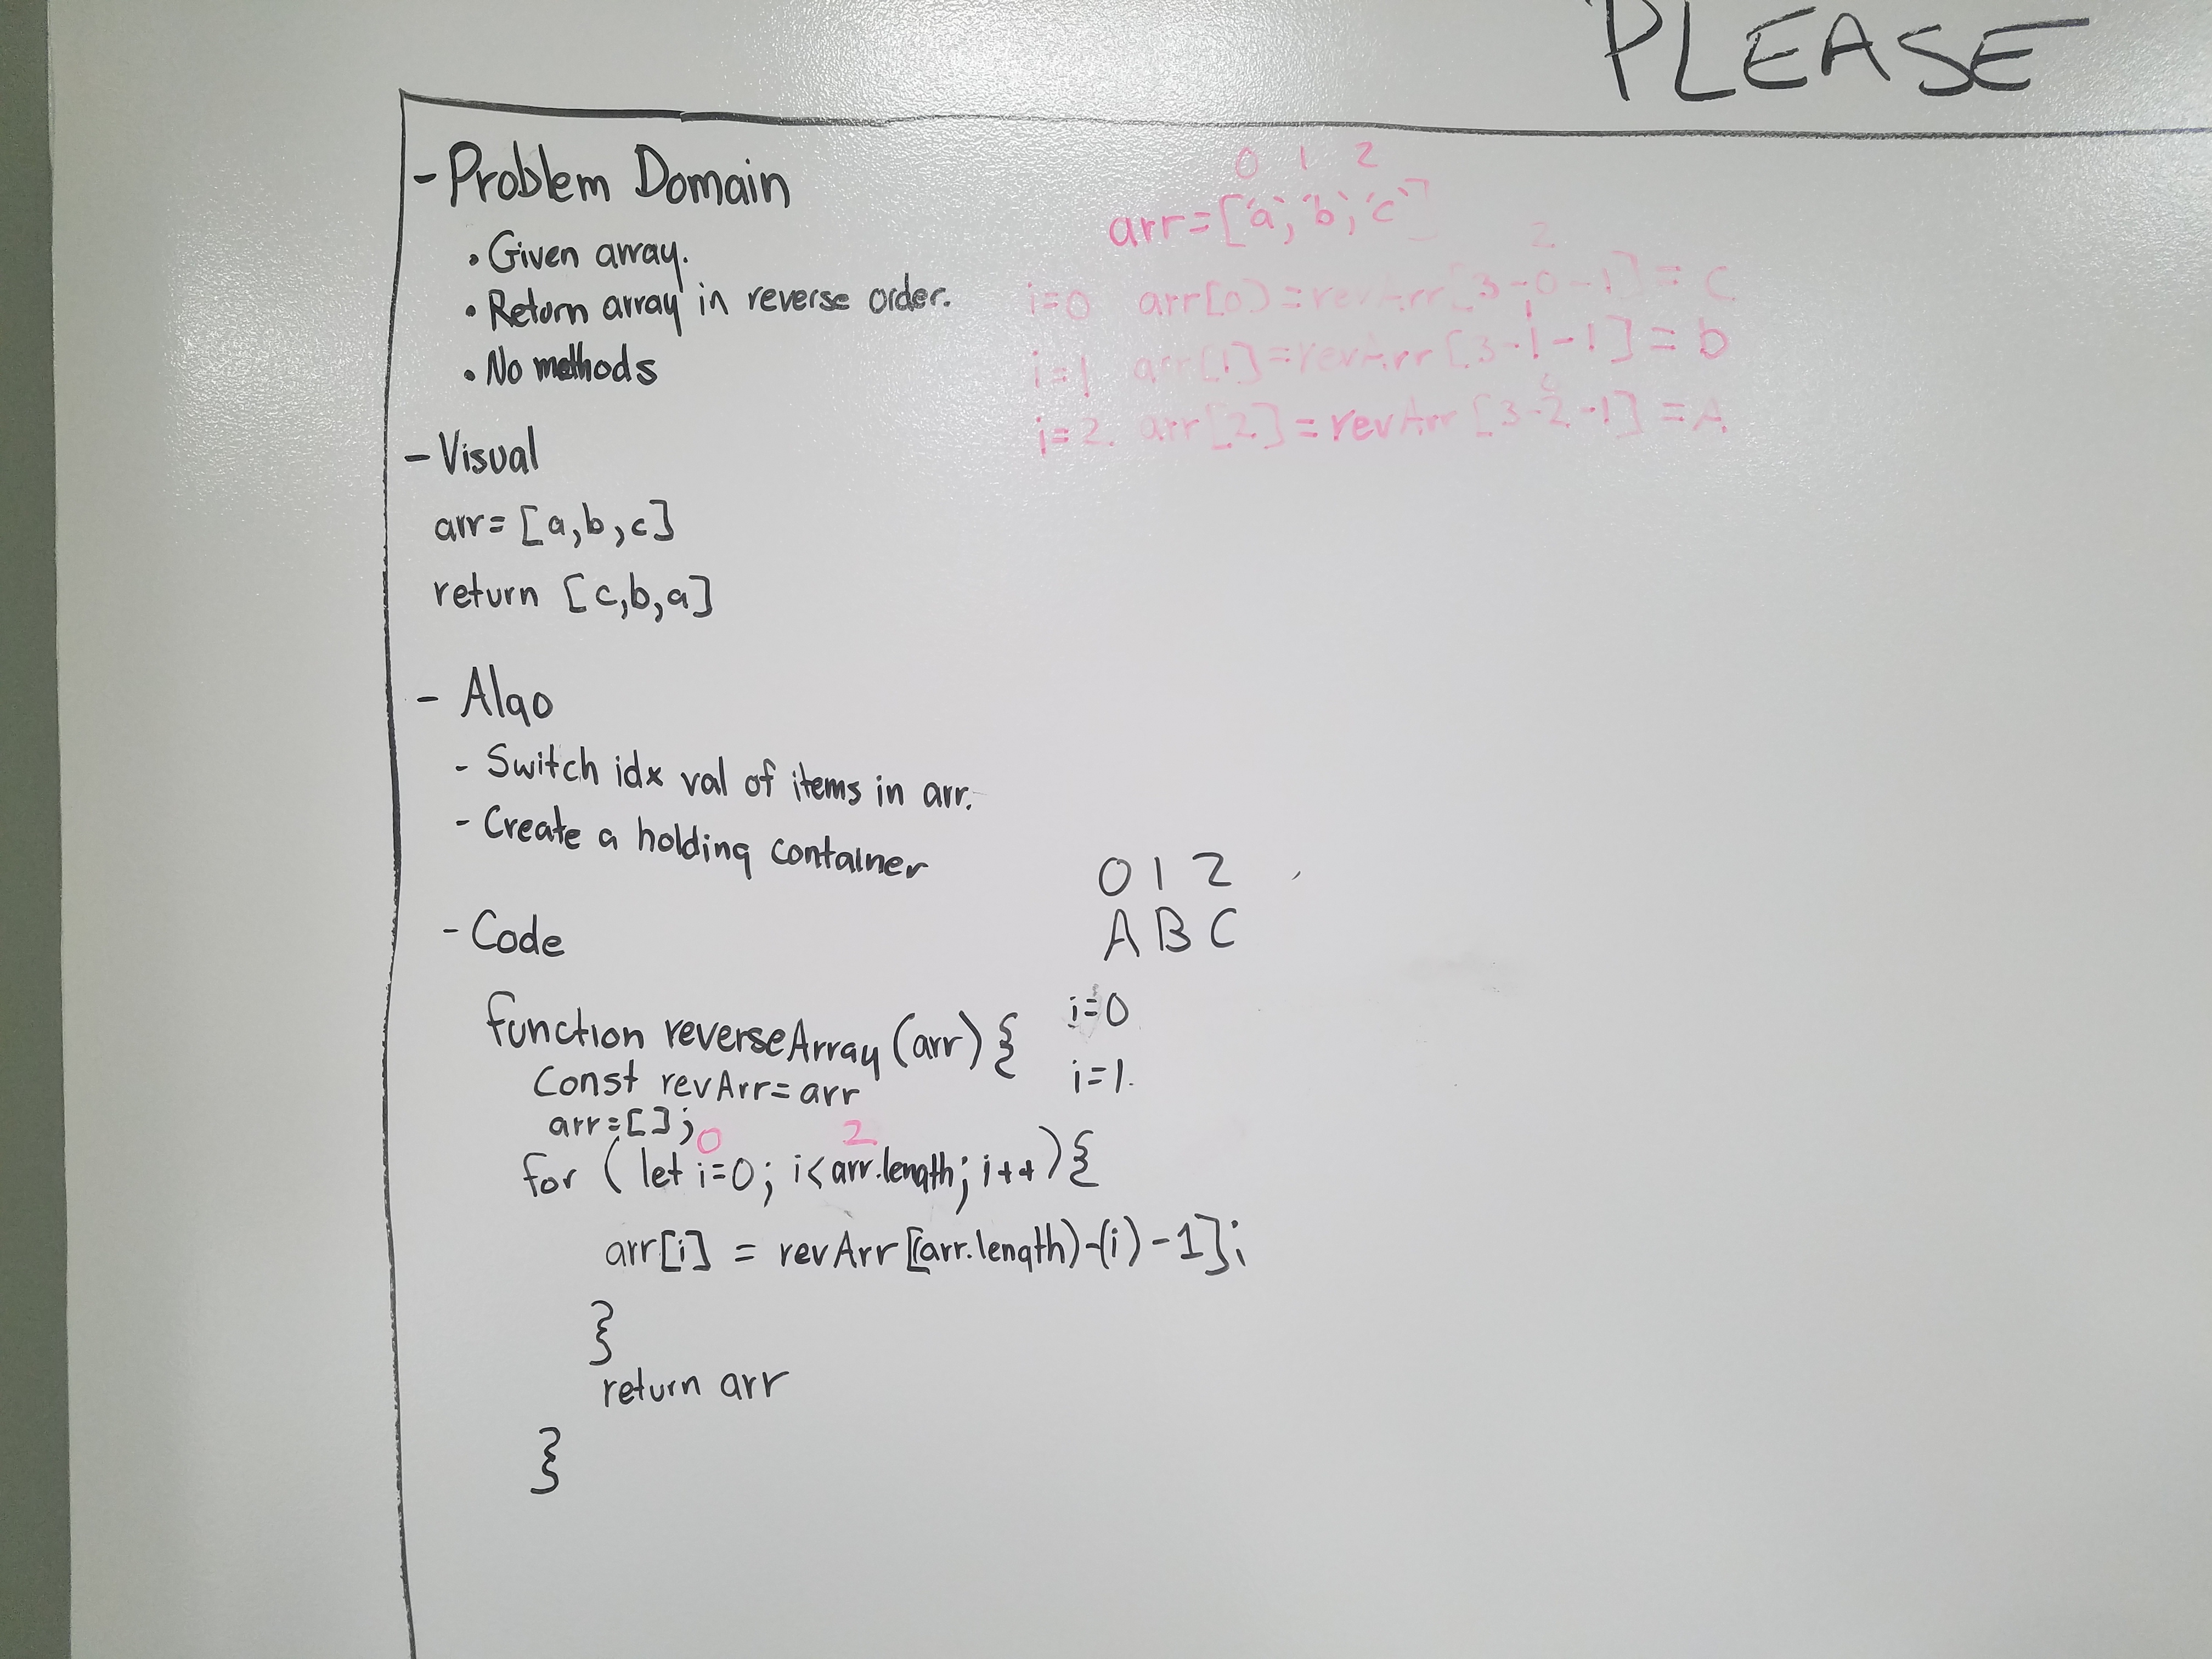 PLEASE
- Problem Domain
• Given array.
• Return array in reverse order.
• No methods
0 1 2
arr=['a','b','c']
2
i=0 arr[0]=revArr[3-0-1]= C
1
i=1 arr[1]=revArr[3-1-1]= b
i=2. arr[2]=revArr[3-2-1]=A
- Visual
arr=[a,b,c]
return [c,b,a]
- Algo
- Switch idx val of items in arr.
- Create a holding container
0 1 2
A B C
i=0
i=1.
- Code
function reverseArray(arr){
Const revArr=arr
arr=[];
0 2
for ( let i=0; i<arr.length; i++){
arr[i] = revArr[(arr.length)-(i)-1];
}
return arr
}